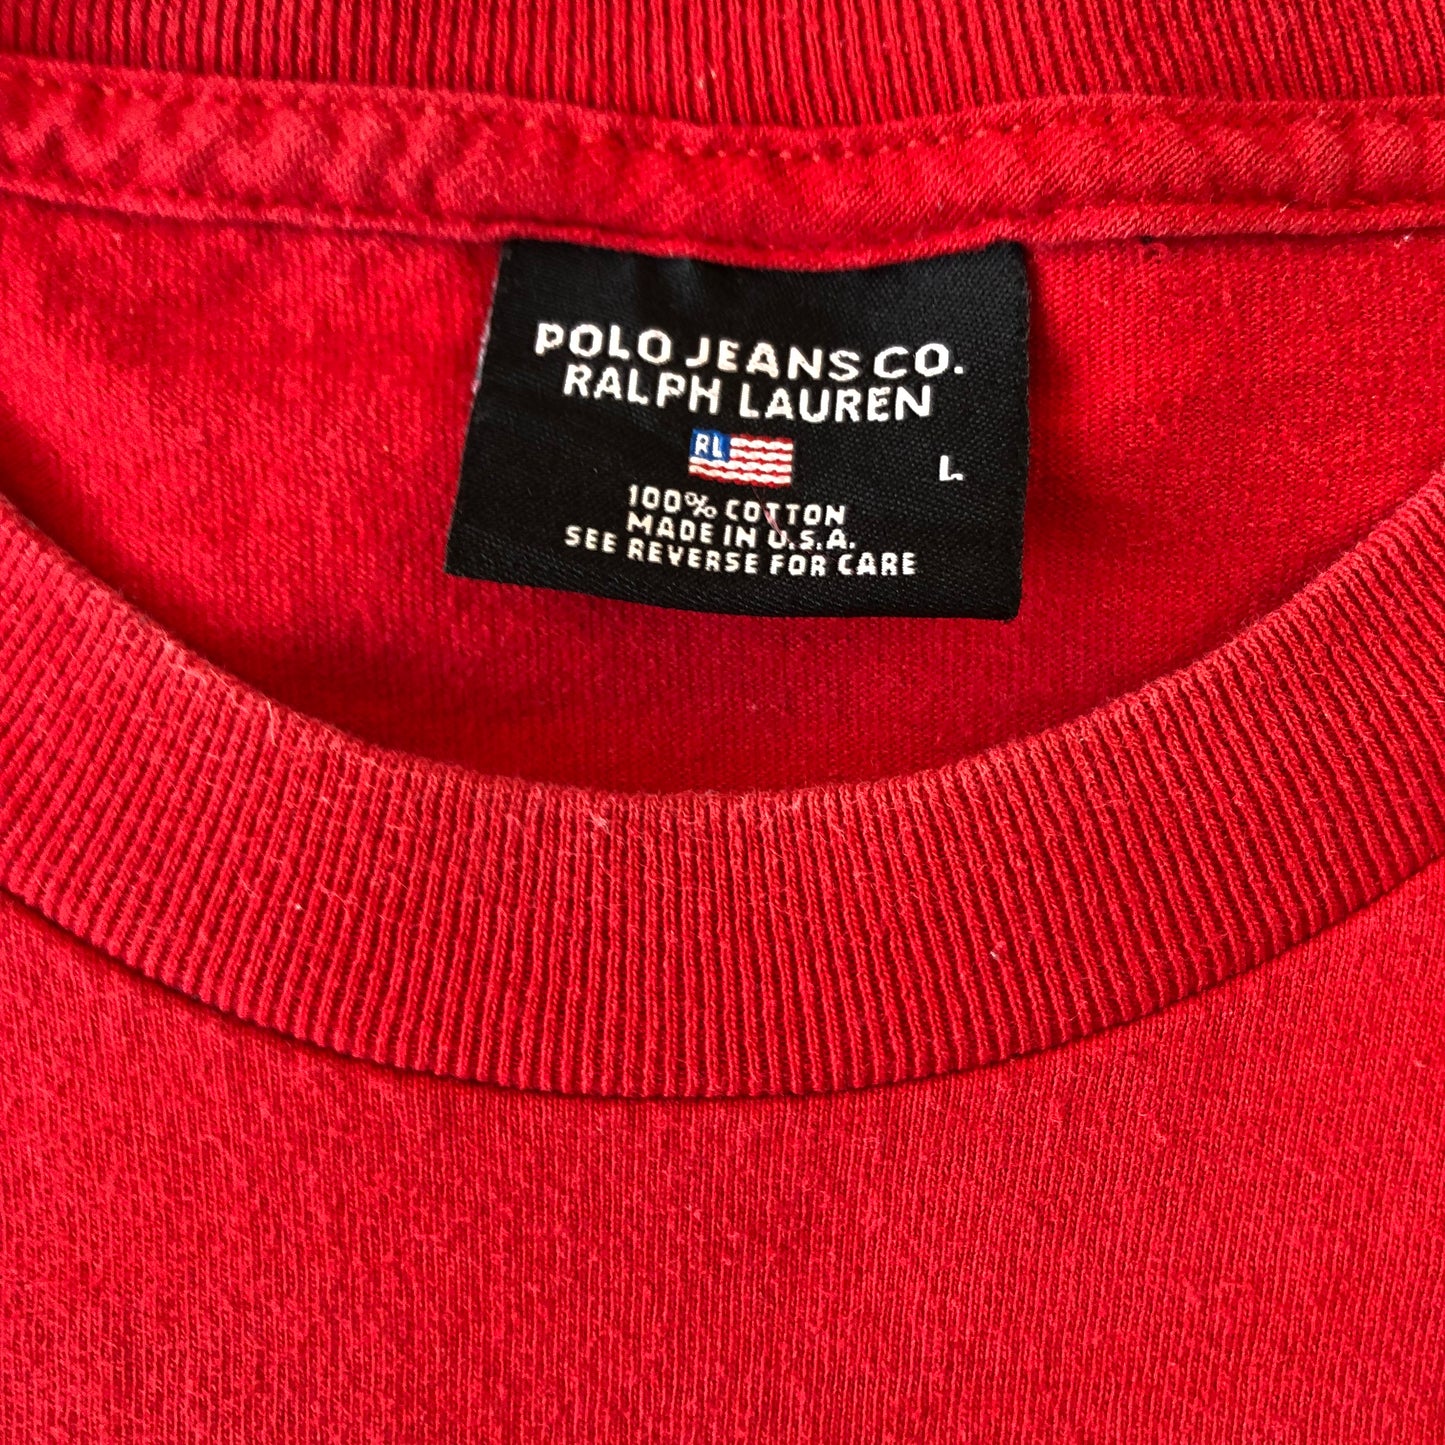 POLO JEANS CO.
RALPH LAUREN
RL
L
100% COTTON
MADE IN U.S.A.
SEE REVERSE FOR CARE